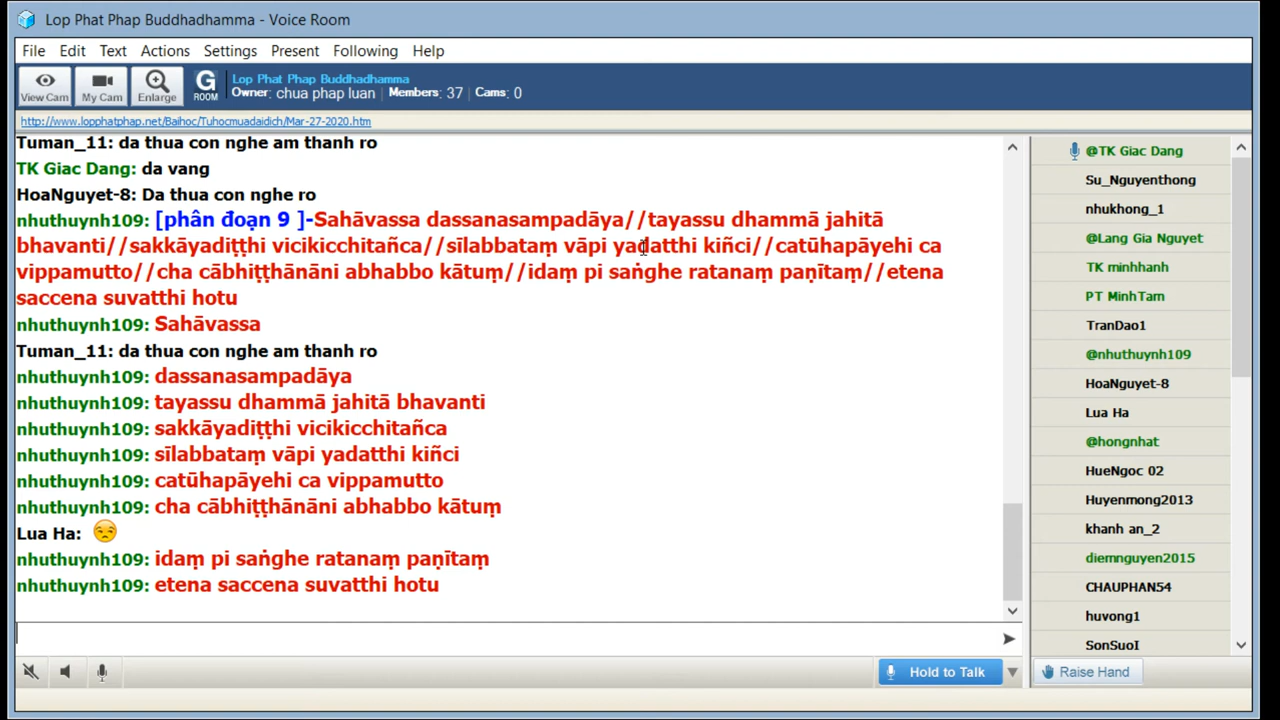 Lop Phat Phap Buddhadhamma - Voice Room
File Edit Text Actions Settings Present Following Help
View Cam My Cam Enlarge G ROOM Lop Phat Phap Buddhadhamma
Owner: chua phap luan Members: 37 Cams: 0
http://www.lopphatphap.net/Baihoc/Tuhocmuadaidich/Mar-27-2020.htm
Tuman_11: da thua con nghe am thanh ro
TK Giac Dang: da vang
HoaNguyet-8: Da thua con nghe ro
nhuthuynh109: [phân đoạn 9 ]-Sahāvassa dassanasampadāya//tayassu dhammā jahitā
bhavanti//sakkāyadiṭṭhi vicikicchitañca//sīlabbataṃ vāpi yadatthi kiñci//catūhapāyehi ca
vippamutto//cha cābhiṭṭhānāni abhabbo kātuṃ//idaṃ pi saṅghe ratanaṃ paṇītaṃ//etena
saccena suvatthi hotu
nhuthuynh109: Sahāvassa
Tuman_11: da thua con nghe am thanh ro
nhuthuynh109: dassanasampadāya
nhuthuynh109: tayassu dhammā jahitā bhavanti
nhuthuynh109: sakkāyadiṭṭhi vicikicchitañca
nhuthuynh109: sīlabbataṃ vāpi yadatthi kiñci
nhuthuynh109: catūhapāyehi ca vippamutto
nhuthuynh109: cha cābhiṭṭhānāni abhabbo kātuṃ
Lua Ha:
nhuthuynh109: idaṃ pi saṅghe ratanaṃ paṇītaṃ
nhuthuynh109: etena saccena suvatthi hotu
@TK Giac Dang
Su_Nguyenthong
nhukhong_1
@Lang Gia Nguyet
TK minhhanh
PT MinhTam
TranDao1
@nhuthuynh109
HoaNguyet-8
Lua Ha
@hongnhat
HueNgoc 02
Huyenmong2013
khanh an_2
diemnguyen2015
CHAUPHAN54
huvong1
SonSuoI
Hold to Talk
Raise Hand